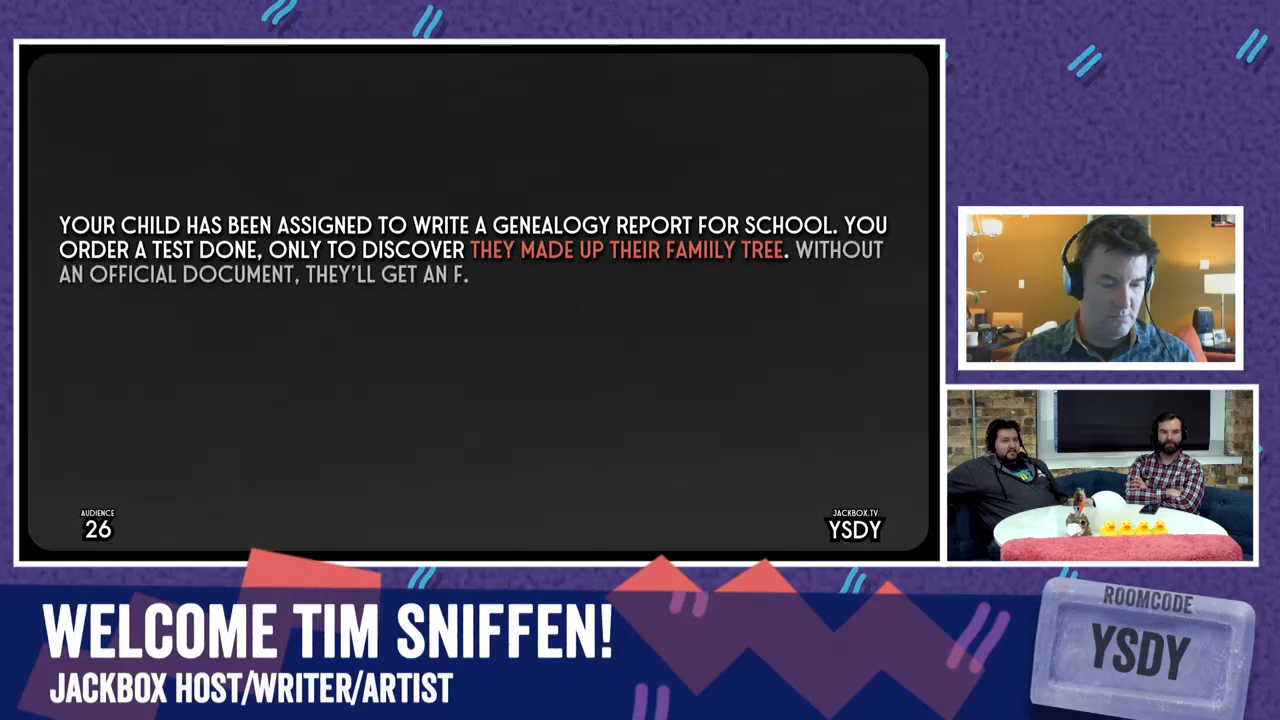 YOUR CHILD HAS BEEN ASSIGNED TO WRITE A GENEALOGY REPORT FOR SCHOOL. YOU
ORDER A TEST DONE, ONLY TO DISCOVER THEY MADE UP THEIR FAMIILY TREE. WITHOUT
AN OFFICIAL DOCUMENT, THEY'LL GET AN F.
AUDIENCE
26
JACKBOX.TV
YSDY
WELCOME TIM SNIFFEN!
JACKBOX HOST/WRITER/ARTIST
ROOMCODE
YSDY